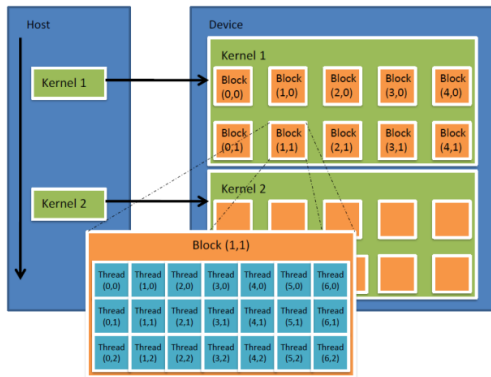 Host
Kernel 1
Kernel 2
Device
Kernel 1
Block Block Block Block Block
(0,0) (1,0) (2,0) (3,0) (4,0)
Block Block Block Block Block
(0,1) (1,1) (2,1) (3,1) (4,1)
Kernel 2
Block (1,1)
Thread Thread Thread Thread Thread Thread Thread
(0,0) (1,0) (2,0) (3,0) (4,0) (5,0) (6,0)
Thread Thread Thread Thread Thread Thread Thread
(0,1) (1,1) (2,1) (3,1) (4,1) (5,1) (6,1)
Thread Thread Thread Thread Thread Thread Thread
(0,2) (1,2) (2,2) (3,2) (4,2) (5,2) (6,2)